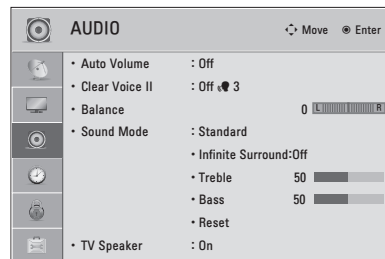 AUDIO Move Enter
• Auto Volume : Off
• Clear Voice II : Off 3
• Balance 0 L R
• Sound Mode : Standard
• Infinite Surround:Off
• Treble 50
• Bass 50
• Reset
• TV Speaker : On